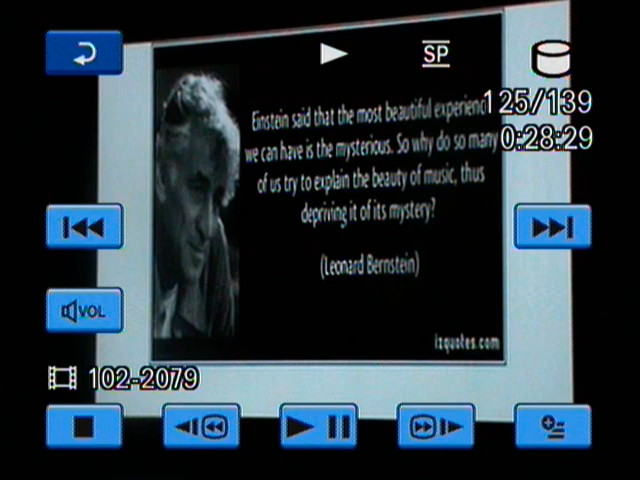 SP
125/139
0:28:29
Einstein said that the most beautiful experienc
we can have is the mysterious. So why do so many
of us try to explain the beauty of music, thus
depriving it of its mystery?
(Leonard Bernstein)
izquotes.com
VOL
102-2079